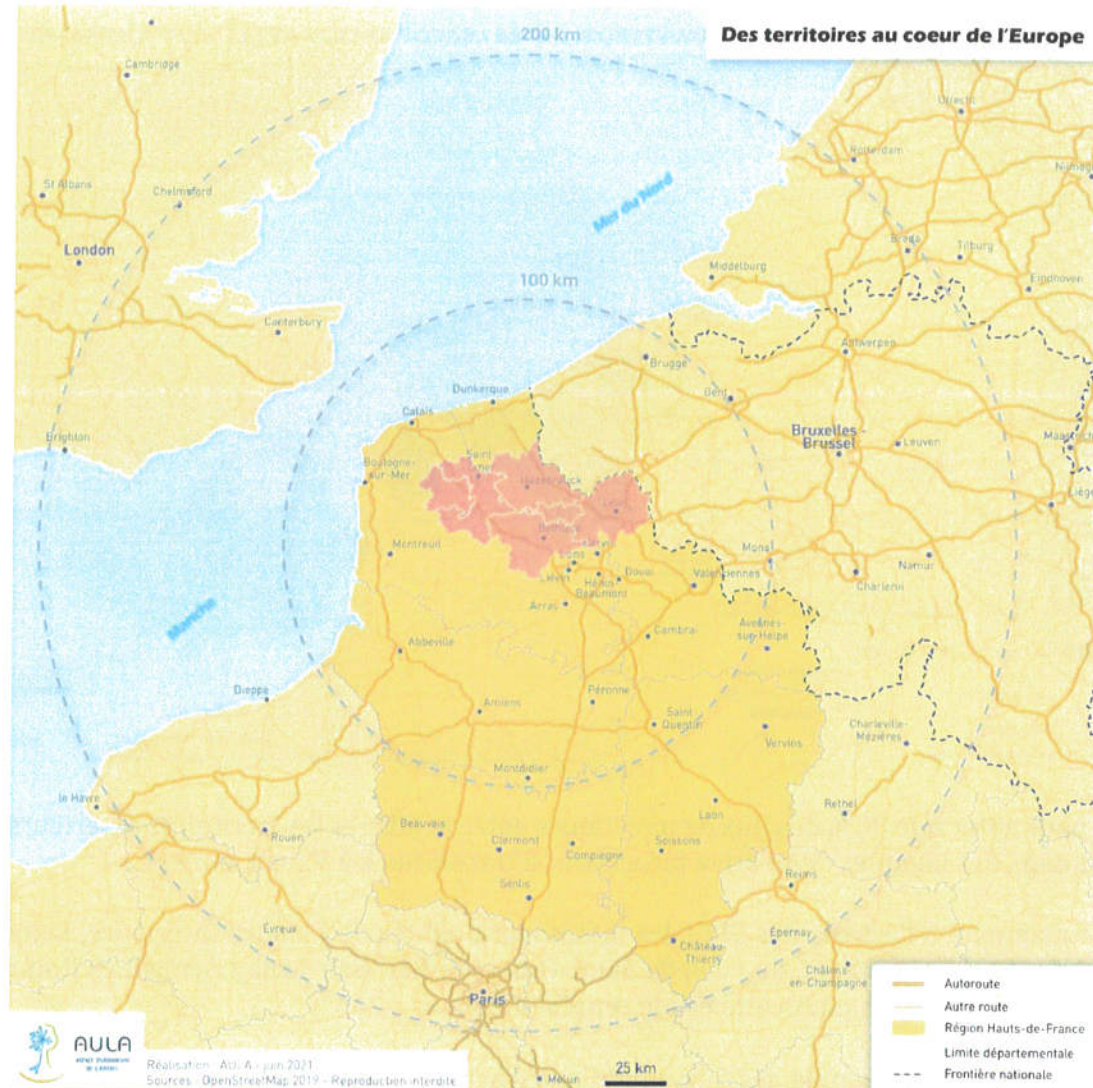 200 km
Des territoires au coeur de l'Europe
Cambridge
Utrecht
Rotterdam
Nijmeg
St Albans
Chelmsford
Mer du Nord
London
Breda
Tilburg
Middelburg
Eindhoven
100 km
Canterbury
Antwerpen
Brugge
Dunkerque
Gent
Calais
Bruxelles -
Brussel
Leuven
Brighton
Boulogne-
sur-Mer
Saint
Hazebrouck
Liège
Lille
Béthune
Montreuil
Lens
Mons
Namur
Liévin
Douai
Valenciennes
Charleroi
Hénin
Beaumont
Arras
Manche
Cambrai
Avesnes-
sur-Helpe
Abbeville
Dieppe
Péronne
Amiens
Saint
Quentin
Charleville-
Mézières
Vervins
Montdidier
le Havre
Laon
Rethel
Rouen
Beauvais
Clermont
Compiègne
Soissons
Senlis
Reims
Évreux
Château-
Thierry
Épernay
Châlons-
en-Champagne
Paris
Autoroute
Autre route
Région Hauts-de-France
Limite départementale
Frontière nationale
AULA
Réalisation : AULA - juin 2021
Sources : OpenStreetMap 2019 - Reproduction interdite
Melun
25 km